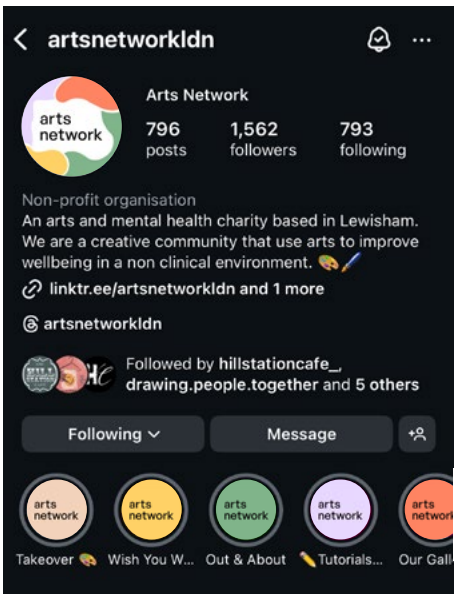 artsnetworkldn
arts
network
Arts Network
796 1,562 793
posts followers following
Non-profit organisation
An arts and mental health charity based in Lewisham.
We are a creative community that use arts to improve
wellbeing in a non clinical environment. 🎨🖌️
linktr.ee/artsnetworkldn and 1 more
artsnetworkldn
Followed by hillstationcafe_,
drawing.people.together and 5 others
Following Message
arts
network
arts
network
arts
network
arts
network
arts
network
Takeover 🎨 Wish You W... Out & About ✏️Tutorials... Our Gall